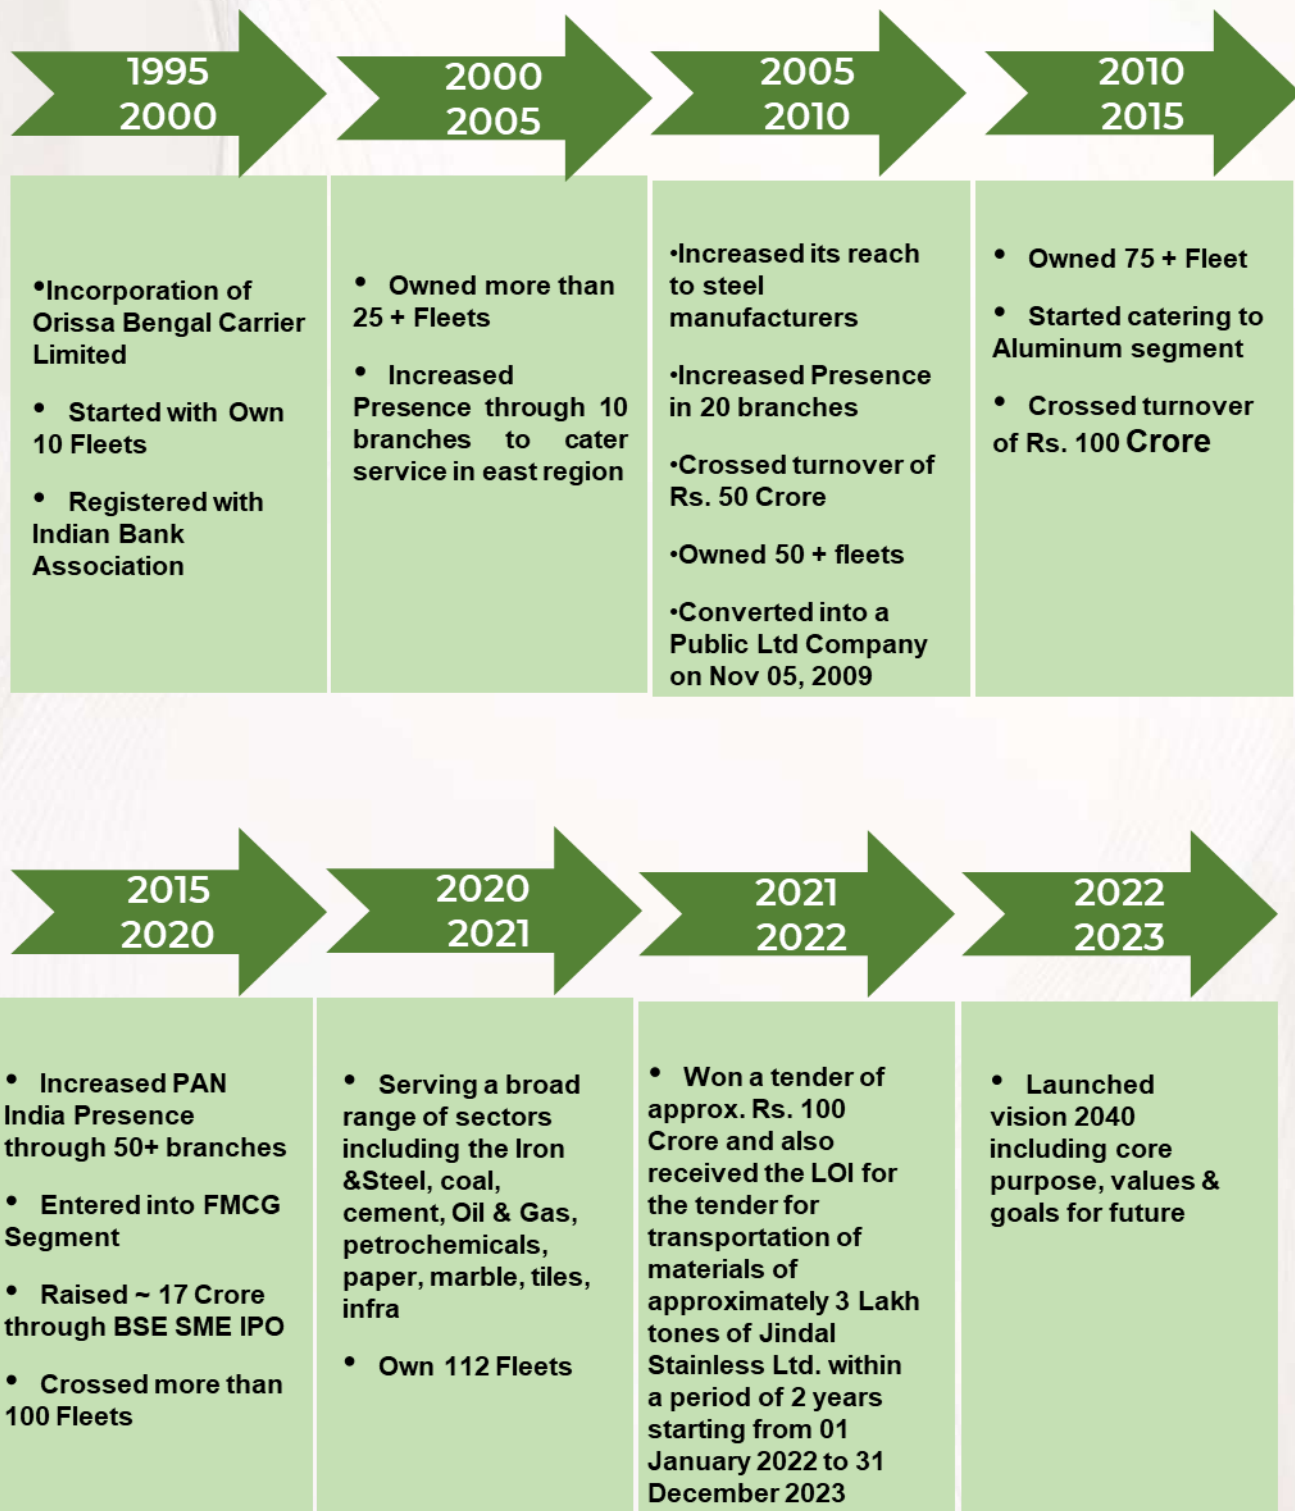 1995
2000
2000
2005
2005
2010
2010
2015
•Incorporation of
Orissa Bengal Carrier
Limited
• Started with Own
10 Fleets
• Registered with
Indian Bank
Association
• Owned more than
25 + Fleets
• Increased
Presence through 10
branches to cater
service in east region
•Increased its reach
to steel
manufacturers
•Increased Presence
in 20 branches
•Crossed turnover of
Rs. 50 Crore
•Owned 50 + fleets
•Converted into a
Public Ltd Company
on Nov 05, 2009
• Owned 75 + Fleet
• Started catering to
Aluminum segment
• Crossed turnover
of Rs. 100 Crore
2015
2020
2020
2021
2021
2022
2022
2023
• Increased PAN
India Presence
through 50+ branches
• Entered into FMCG
Segment
• Raised ~ 17 Crore
through BSE SME IPO
• Crossed more than
100 Fleets
• Serving a broad
range of sectors
including the Iron
&Steel, coal,
cement, Oil & Gas,
petrochemicals,
paper, marble, tiles,
infra
• Own 112 Fleets
• Won a tender of
approx. Rs. 100
Crore and also
received the LOI for
the tender for
transportation of
materials of
approximately 3 Lakh
tones of Jindal
Stainless Ltd. within
a period of 2 years
starting from 01
January 2022 to 31
December 2023
• Launched
vision 2040
including core
purpose, values &
goals for future